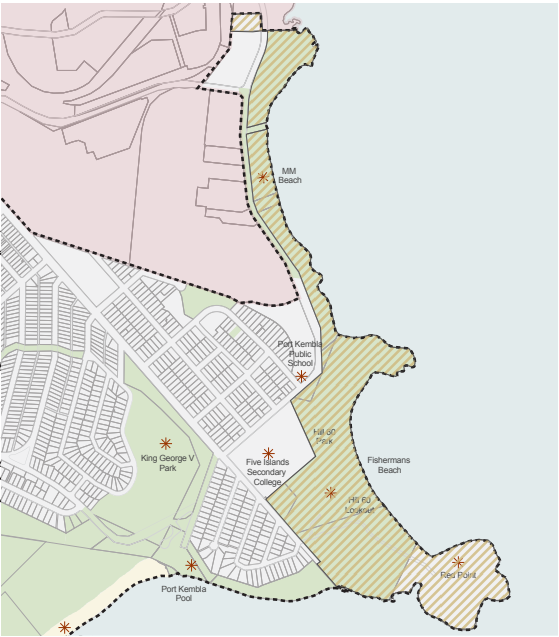 MM
Beach
Port Kembla
Public
School
Hill 60
Park
King George V
Park
Five Islands
Secondary
College
Fishermans
Beach
Hill 60
Lookout
Red Point
Port Kembla
Pool